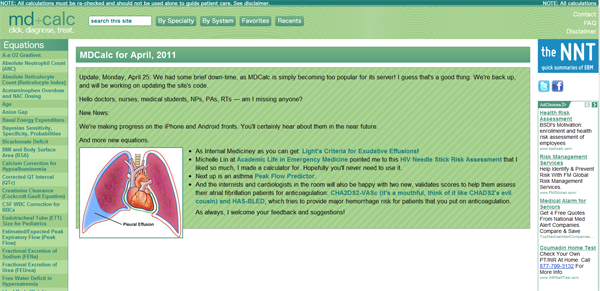 NOTE: All calculations must be re-checked and should not be used alone to guide patient care. See disclaimer.
NOTE: All calculations
md+calc
click, diagnose, treat.
search this site
By Specialty
By System
Favorites
Recents
Contact
FAQ
Disclaimer
Equations
A-a O2 Gradient
Absolute Neutrophil Count
(ANC)
Absolute Reticulocyte
Count (Reticulocyte Index)
Acetaminophen Overdose
and NAC Dosing
Age
Anion Gap
Basal Energy Expenditure
Bayesian Sensitivity,
Specificity, Probabilities
Bicarbonate Deficit
BMI and Body Surface
Area (BSA)
Calcium Correction for
Hypoalbuminemia
Corrected QT Interval
(QTc)
Creatinine Clearance
(Cockcroft Gault Equation)
CSF WBC Correction for
RBCs
Endotracheal Tube (ETT)
Size for Pediatrics
Estimated/Expected Peak
Expiratory Flow (Peak
Flow)
Fractional Excretion of
Sodium (FENa)
Fractional Excretion of
Urea (FEUrea)
Free Water Deficit in
Hypernatremia
MDCalc for April, 2011
Update, Monday, April 25: We had some brief down-time, as MDCalc is simply becoming too popular for its server! I guess that's a good thing. We're back up,
and will be working on updating the site's code.
Hello doctors, nurses, medical students, NPs, PAs, RTs — am I missing anyone?
New News:
We're making progress on the iPhone and Android fronts. You'll certainly hear about them in the near future.
And more new equations.
Pleural Effusion
As Internal Mediciney as you can get: Light's Criteria for Exudative Effusions!
Michelle Lin at Academic Life in Emergency Medicine pointed me to this HIV Needle Stick Risk Assessment that I
liked so much, I made a calculator for. Hopefully you'll never need to use it.
Next up is an asthma Peak Flow Predictor.
And the internists and cardiologists in the room will also be happy with two new, validates scores to help them assess
their atrial fibrillation patients for anticoagulation: CHA2DS2-VASc (it's a mouthful, think of it like CHADS2's evil
cousin) and HAS-BLED, which tries to provide major hemorrhage risk for patients that you put on anticoagulation.
As always, I welcome your feedback and suggestions!
the NNT
quick summaries of EBM
AdChoices
Health Risk
Assessment
BSDI's Motivation
enrollment and health
risk assessment of
employees
www.bsdi.com
Risk Management
Services
Help Identify & Prevent
Risk With FM Global
Risk Management
Services.
Medical Alarm for
Seniors
Get 4 Free Quotes
From National Med
Alert Companies.
Compare & Save
Coumadin Home Test
Check Your Own
PT/INR At Home. Call
877-799-3132 For
More Info.